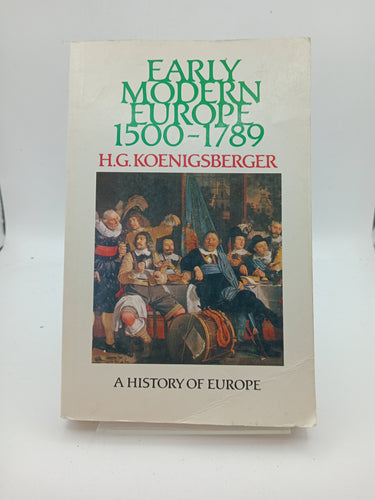 EARLY
MODERN
EUROPE
1500-1789
H.G. KOENIGSBERGER
A HISTORY OF EUROPE